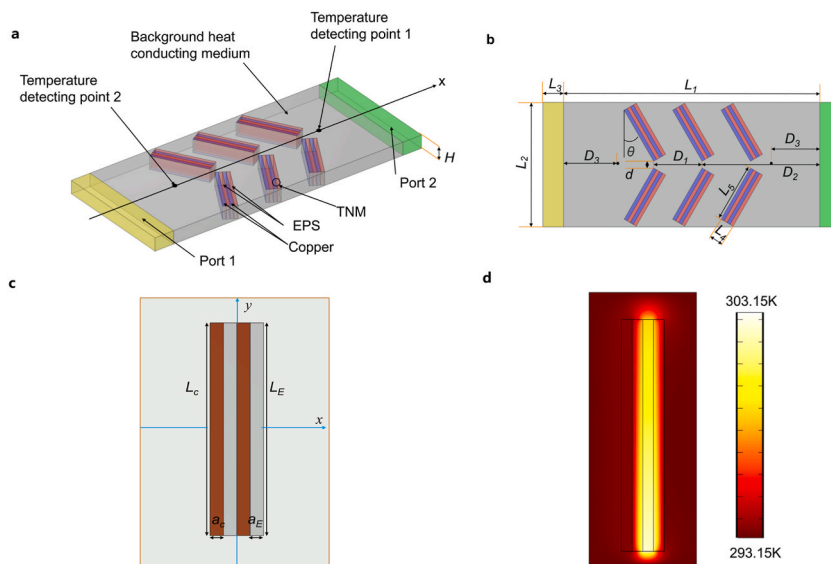 a
Temperature
detecting point 1
Background heat
conducting medium
Temperature
detecting point 2
x
H
Port 2
TNM
EPS
Copper
Port 1
b
L3
L1
L2
D3
θ
d
D1
D3
D2
L5
L4
c
y
Lc
LE
x
ac
aE
d
303.15K
293.15K